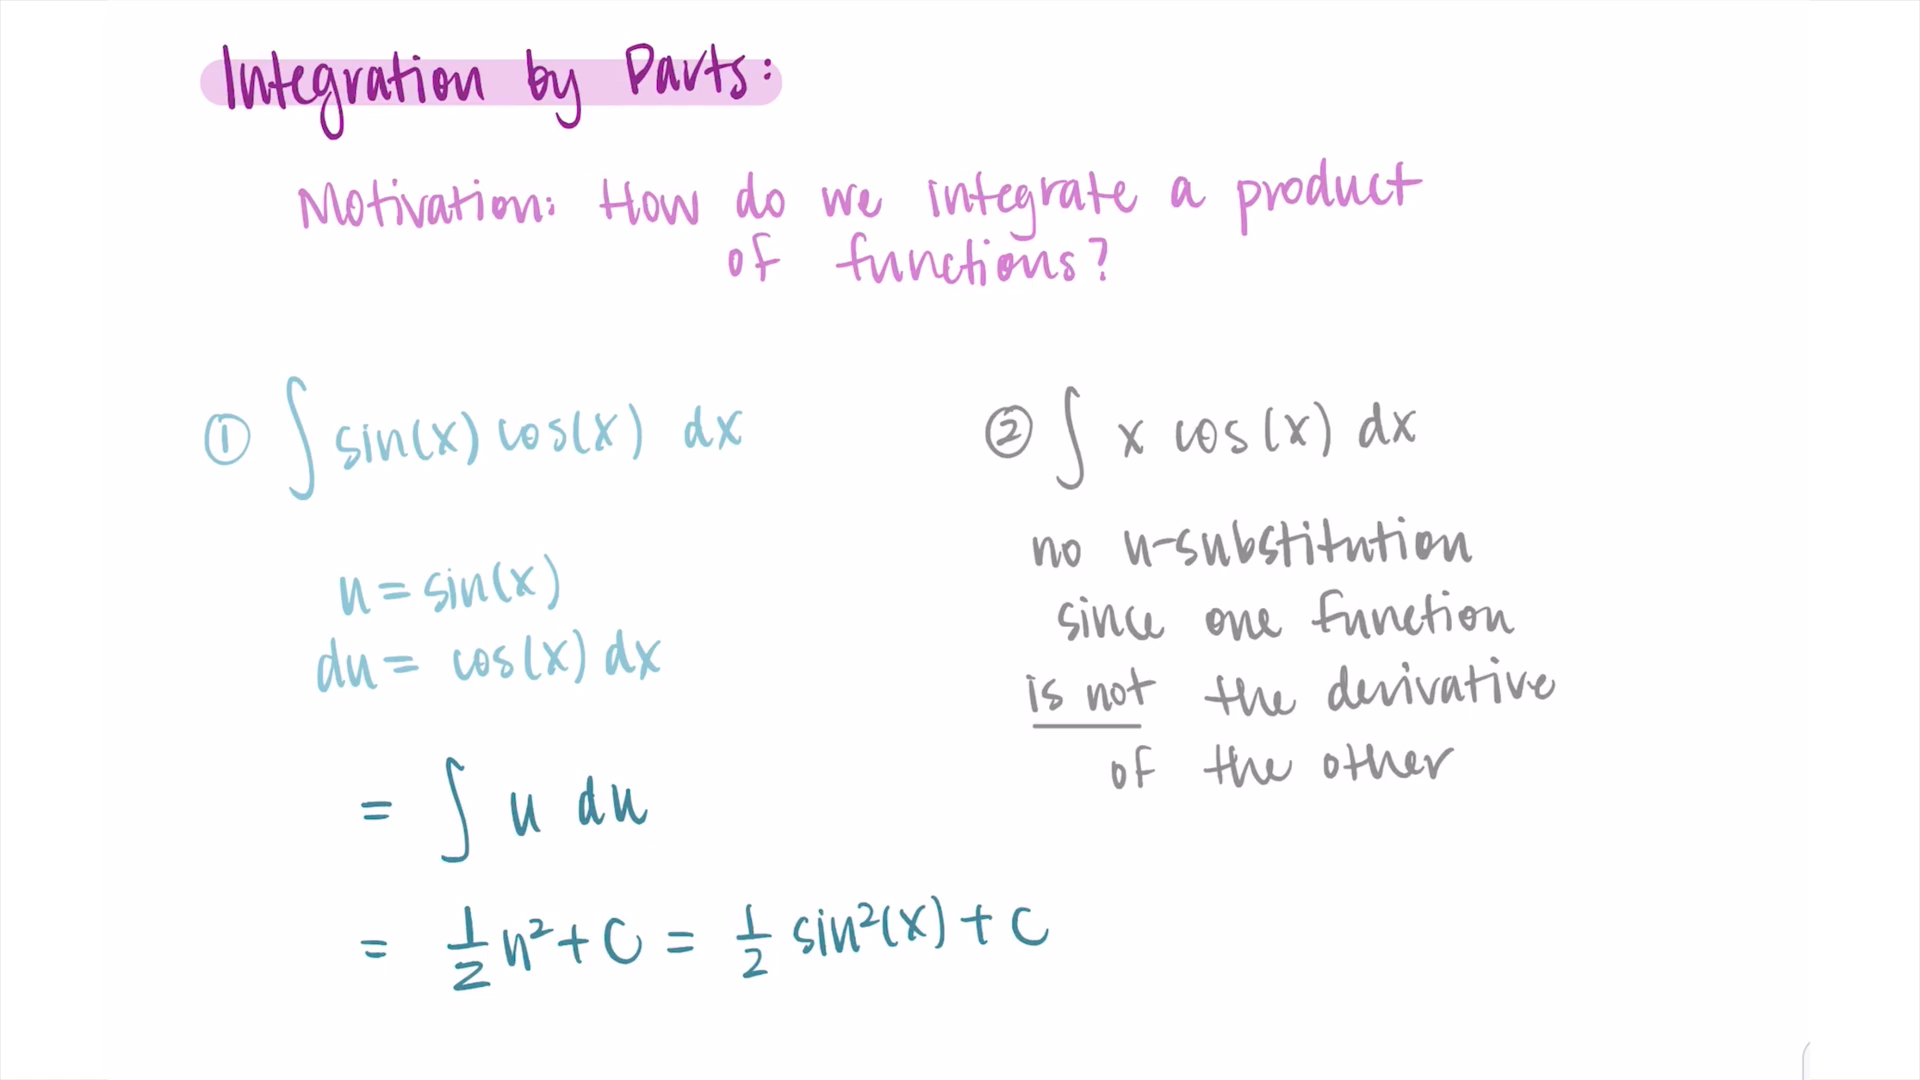 Integration by Parts:
Motivation: How do we integrate a product
of functions?
① ∫ sin(x) cos(x) dx
u = sin(x)
du = cos(x) dx
= ∫ u du
= 1/2 u² + C = 1/2 sin²(x) + C
② ∫ x cos(x) dx
no u-substitution
since one function
is not the derivative
of the other